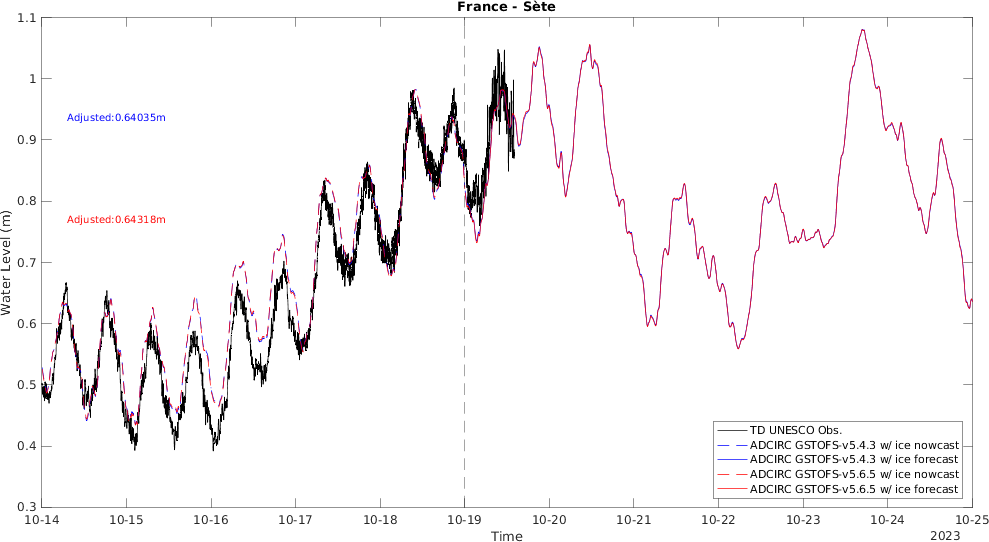 France - Sète
1.1
1
0.9
0.8
0.7
0.6
0.5
0.4
0.3
Water Level (m)
Adjusted:0.64035m
Adjusted:0.64318m
TD UNESCO Obs.
ADCIRC GSTOFS-v5.4.3 w/ ice nowcast
ADCIRC GSTOFS-v5.4.3 w/ ice forecast
ADCIRC GSTOFS-v5.6.5 w/ ice nowcast
ADCIRC GSTOFS-v5.6.5 w/ ice forecast
10-14 10-15 10-16 10-17 10-18 10-19 10-20 10-21 10-22 10-23 10-24 10-25
Time
2023